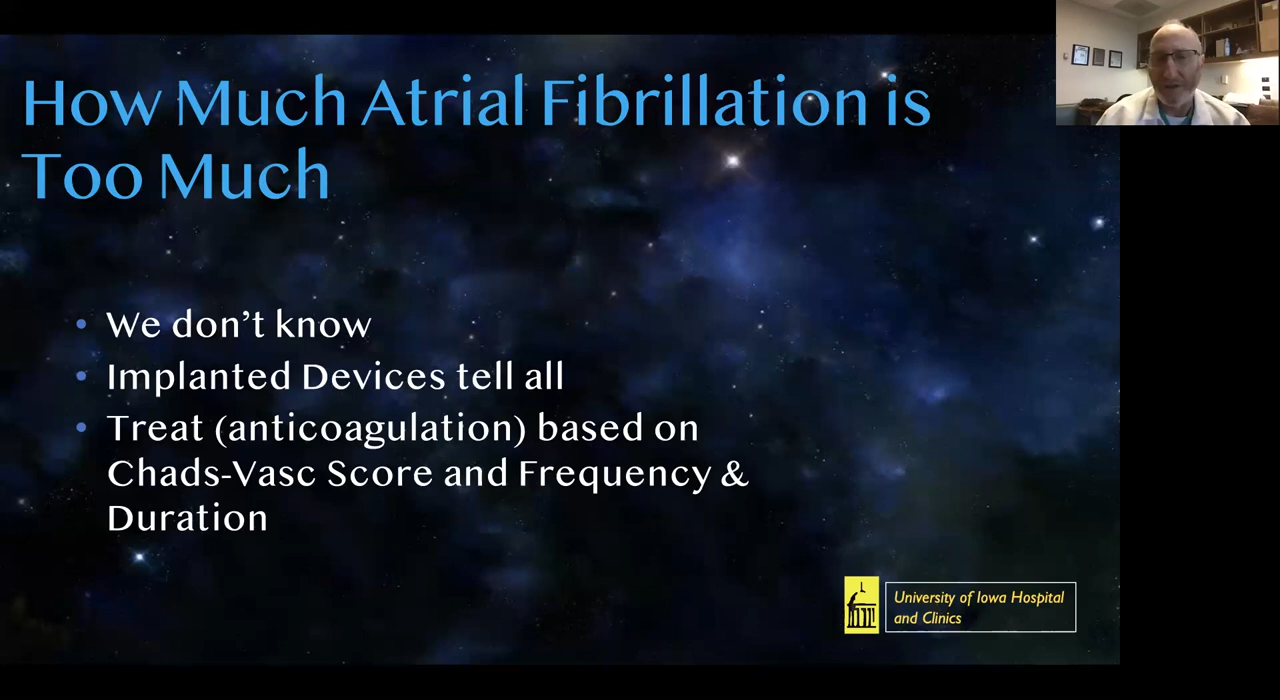 How Much Atrial Fibrillation is
Too Much
• We don’t know
• Implanted Devices tell all
• Treat (anticoagulation) based on
Chads-Vasc Score and Frequency &
Duration
University of Iowa Hospital
and Clinics